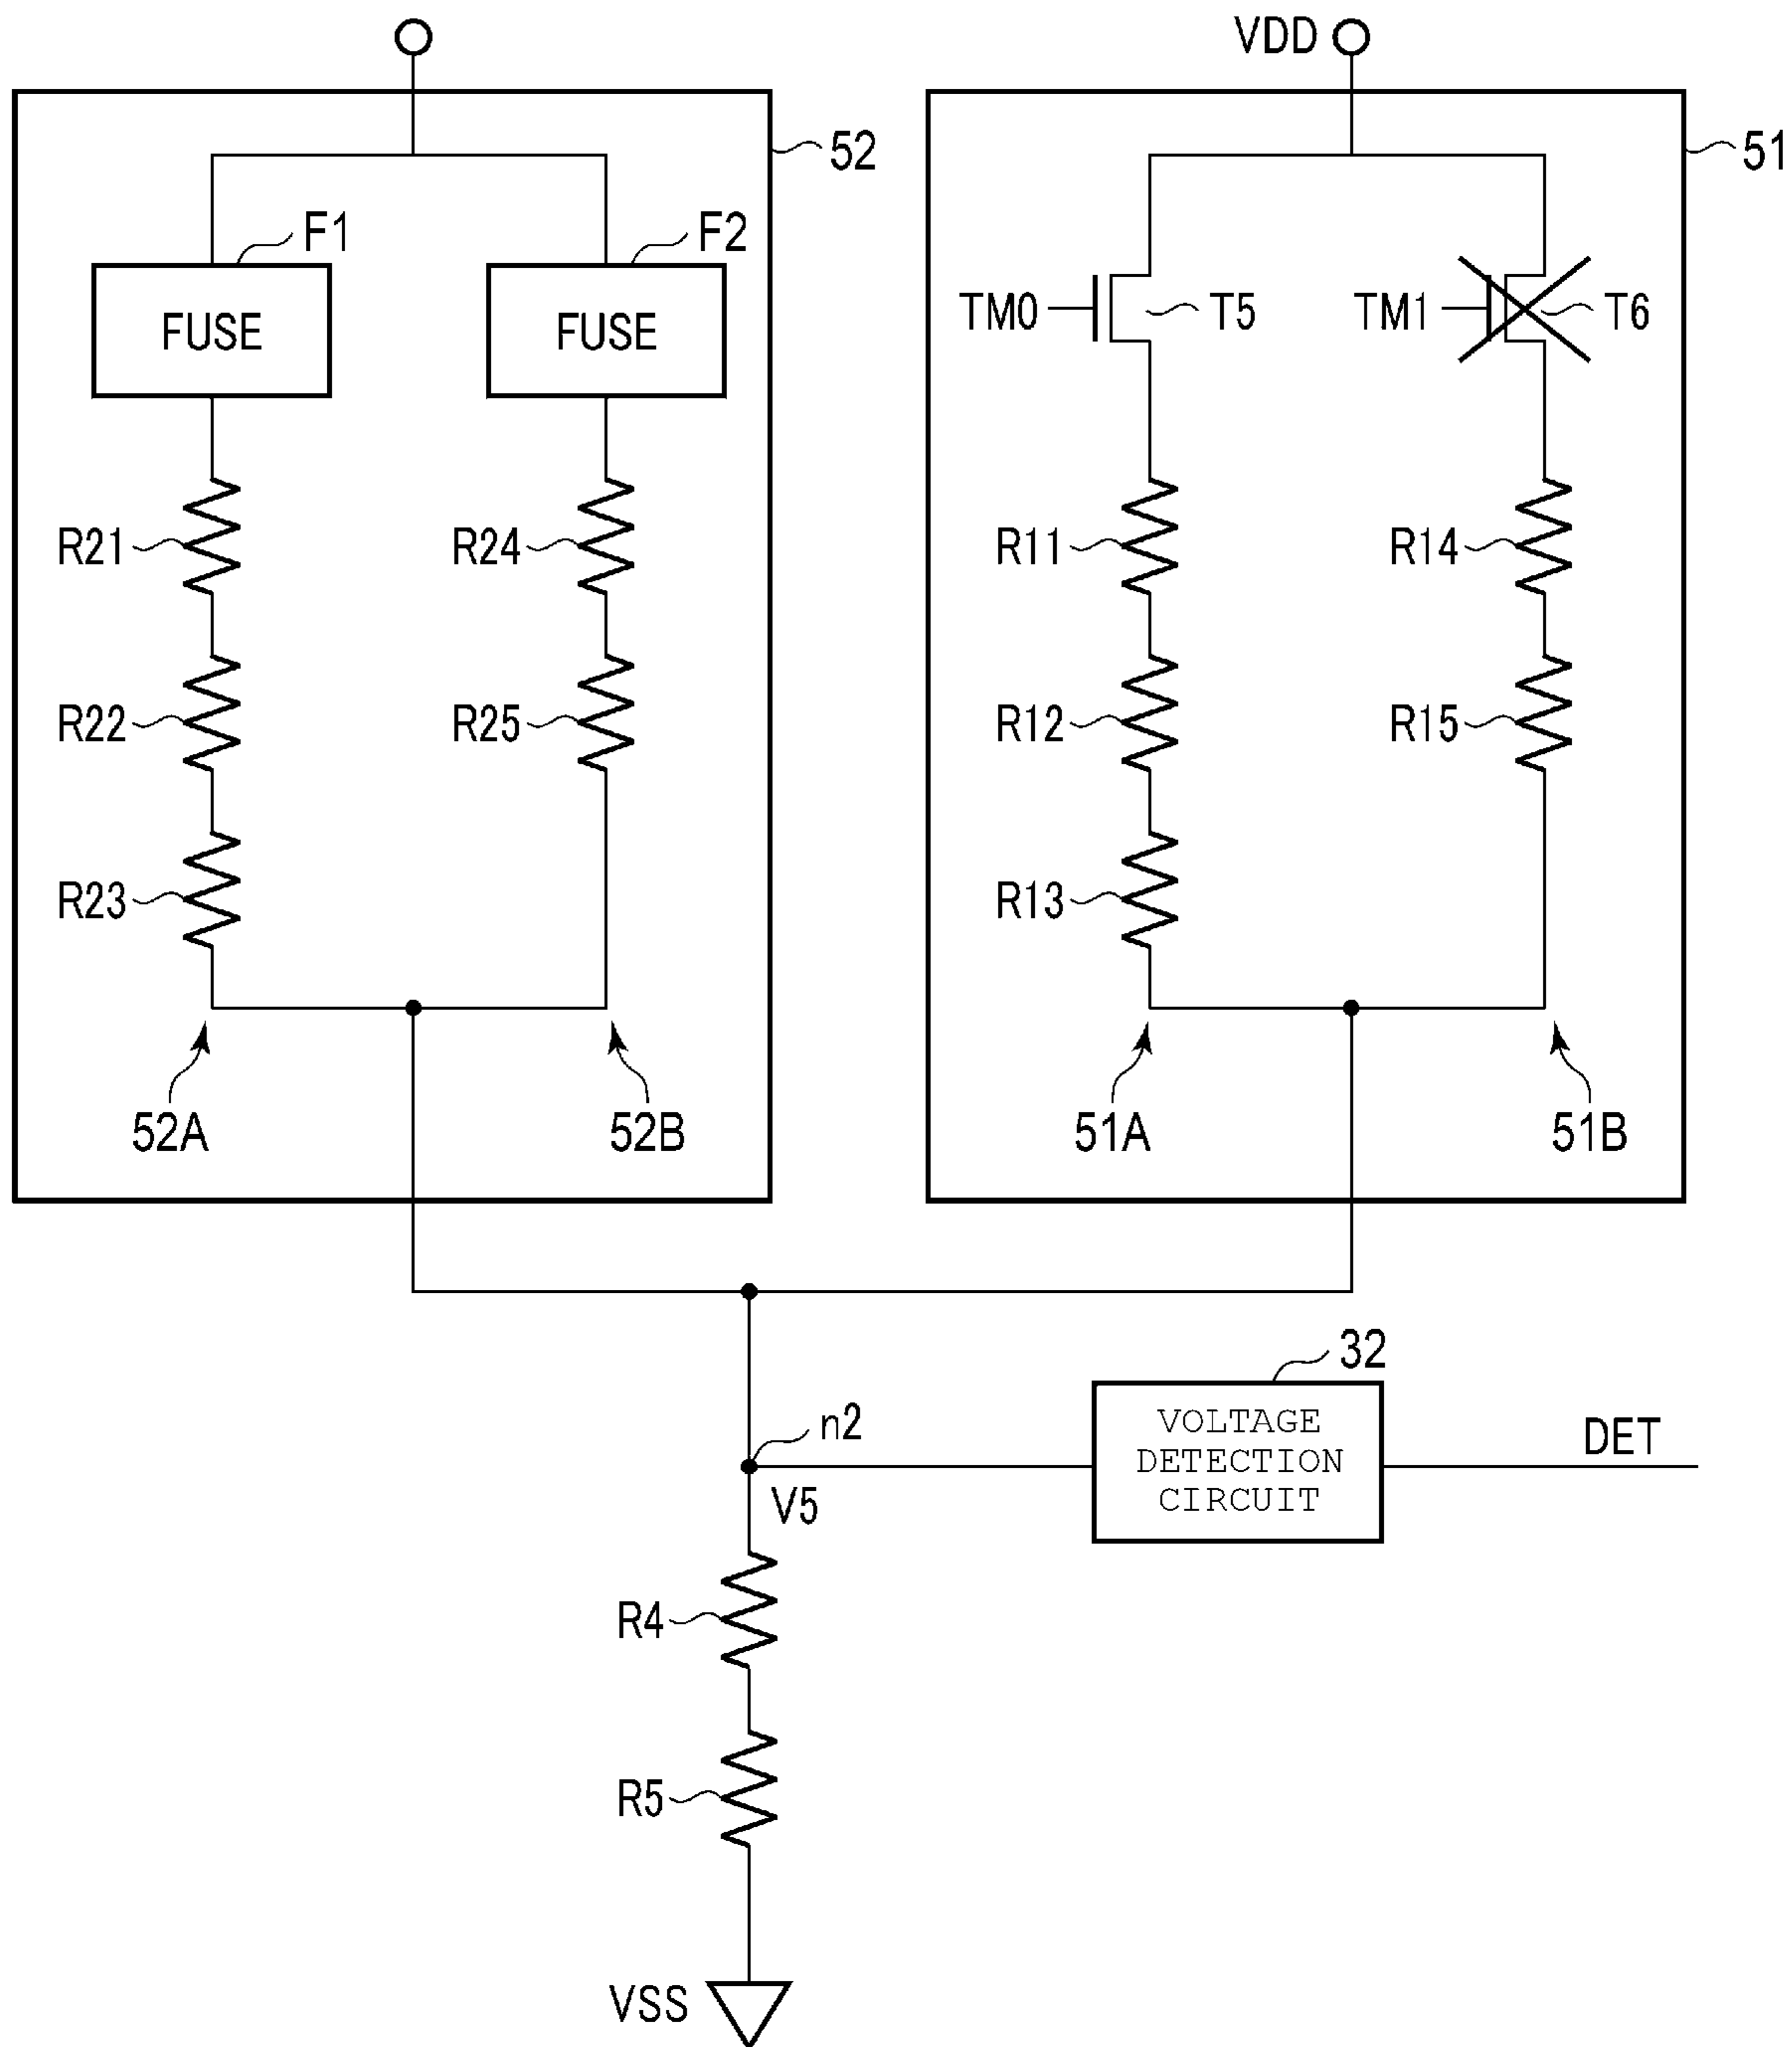 VDD
52
51
F1
F2
FUSE
FUSE
TM0
T5
TM1
T6
R21
R24
R11
R14
R22
R25
R12
R15
R23
R13
52A
52B
51A
51B
32
n2
VOLTAGE
DETECTION
CIRCUIT
DET
V5
R4
R5
VSS